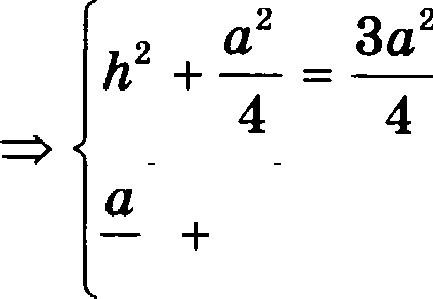 ⇒ { h² + a²/4 = 3a²/4
a/ +